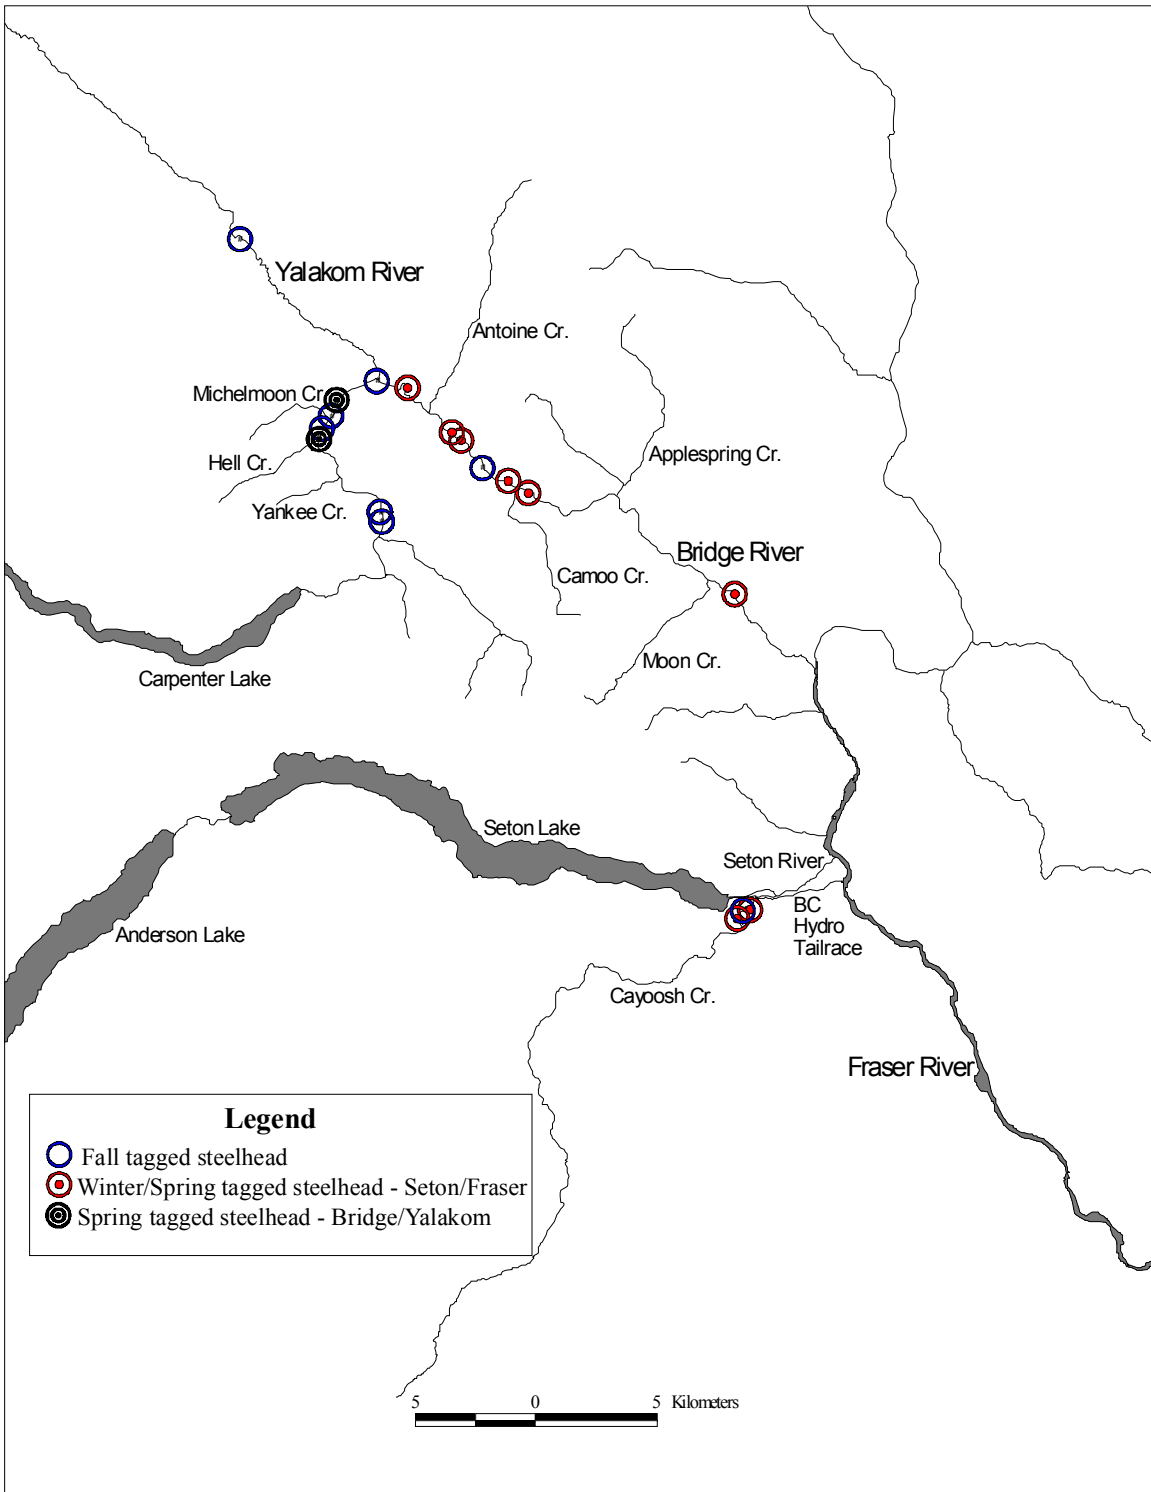 Yalakom River
Antoine Cr.
Michelmoon Cr
Applespring Cr.
Hell Cr.
Yankee Cr.
Bridge River
Camoo Cr.
Moon Cr.
Carpenter Lake
Seton Lake
Seton River
BC
Hydro
Tailrace
Anderson Lake
Cayoosh Cr.
Fraser River
Legend
Fall tagged steelhead
Winter/Spring tagged steelhead - Seton/Fraser
Spring tagged steelhead - Bridge/Yalakom
5 0 5 Kilometers